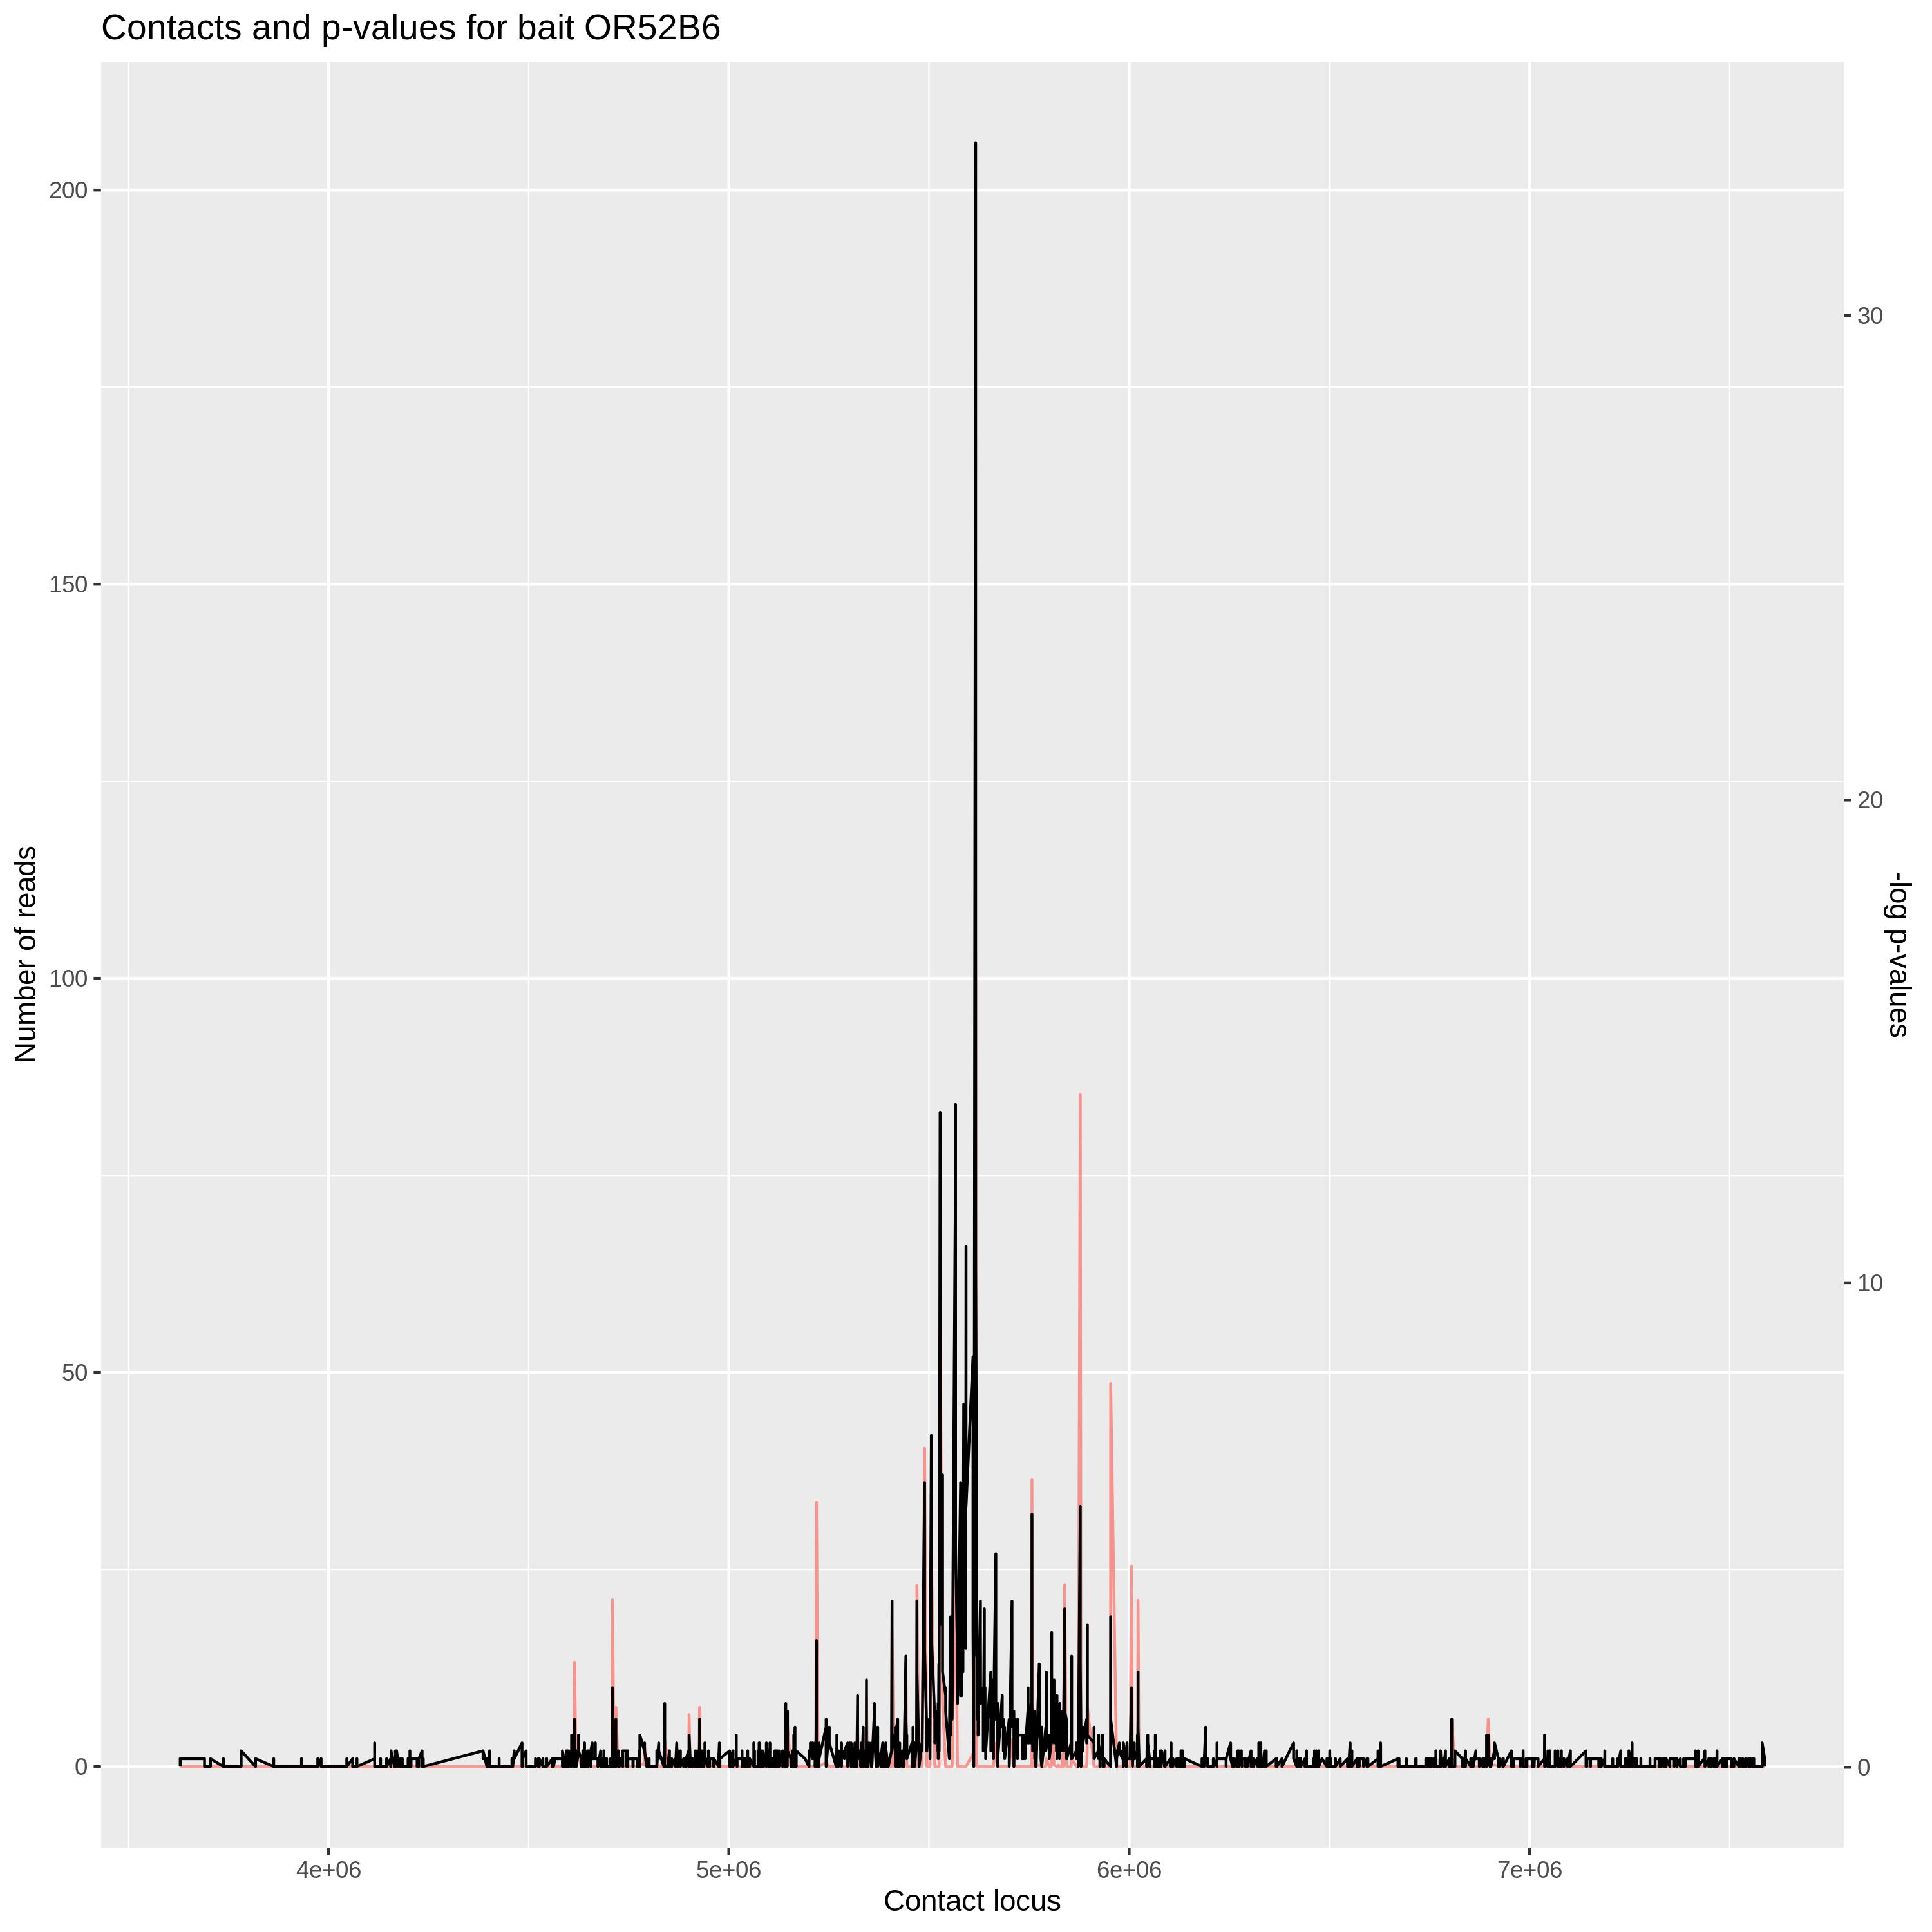 Contacts and p-values for bait OR52B6
200
150
100
50
0
Number of reads
30
20
10
0
-log p-values
4e+06
5e+06
6e+06
7e+06
Contact locus